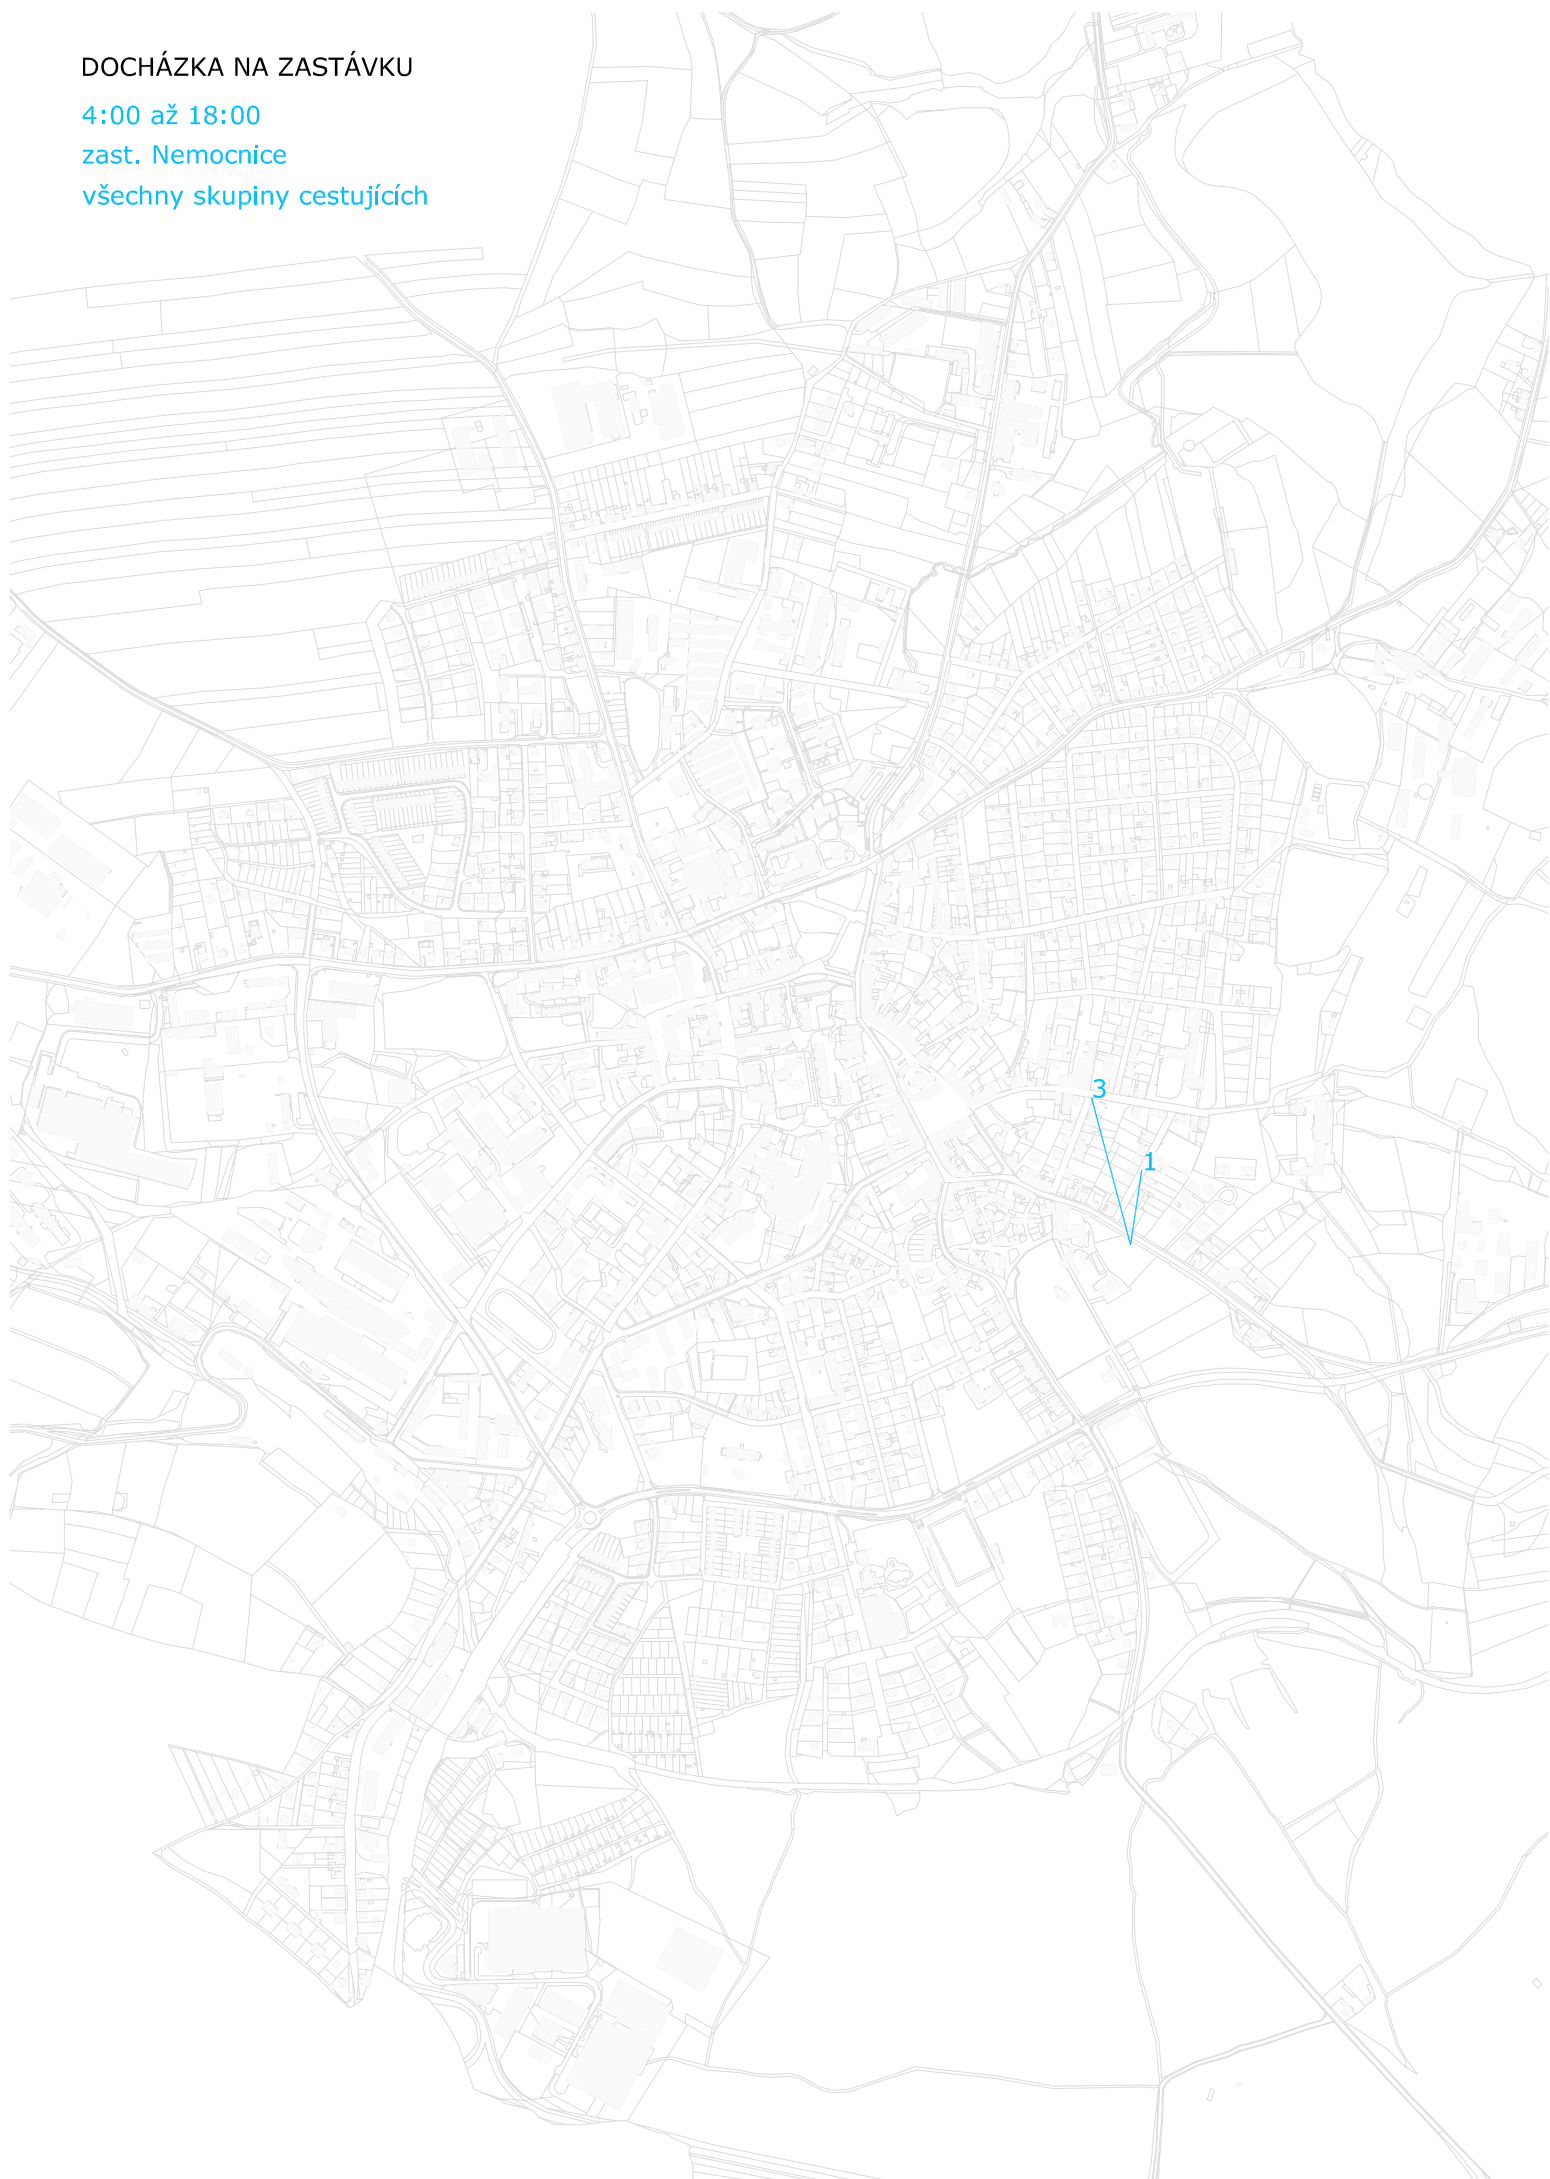 DOCHÁZKA NA ZASTÁVKU
4:00 až 18:00
zast. Nemocnice
všechny skupiny cestujících
3
1